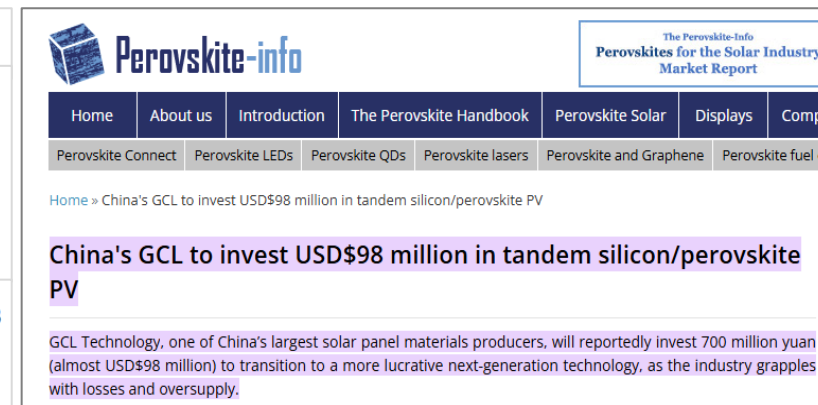 Perovskite-info
The Perovskite-Info
Perovskites for the Solar Industry
Market Report
Home About us Introduction The Perovskite Handbook Perovskite Solar Displays
Perovskite Connect Perovskite LEDs Perovskite QDs Perovskite lasers Perovskite and Graphene Perovskite fuel
Home » China's GCL to invest USD$98 million in tandem silicon/perovskite PV
China's GCL to invest USD$98 million in tandem silicon/perovskite
PV
GCL Technology, one of China’s largest solar panel materials producers, will reportedly invest 700 million yuan
(almost USD$98 million) to transition to a more lucrative next-generation technology, as the industry grapples
with losses and oversupply.